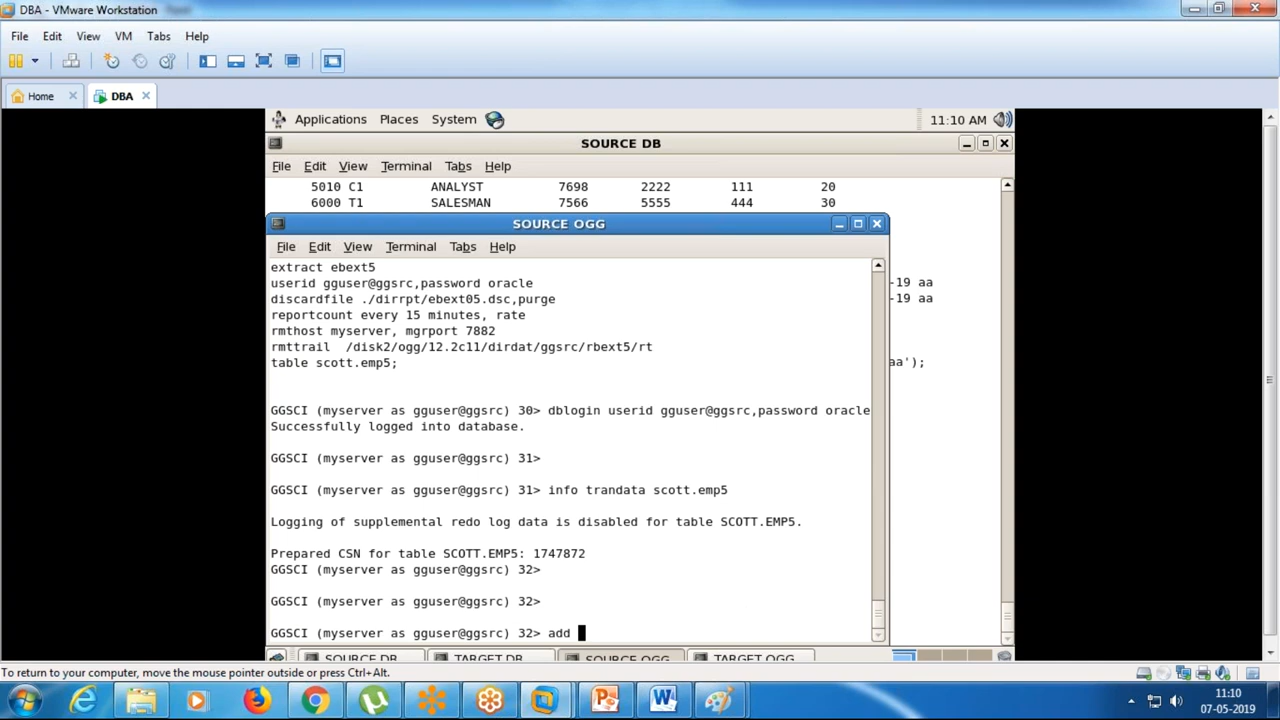 DBA - VMware Workstation
File Edit View VM Tabs Help
Home DBA
Applications Places System 11:10 AM
SOURCE DB
File Edit View Terminal Tabs Help
5010 C1 ANALYST 7698 2222 111 20
6000 T1 SALESMAN 7566 5555 444 30
SOURCE OGG
File Edit View Terminal Tabs Help
extract ebext5
userid gguser@ggsrc,password oracle
-19 aa
discardfile ./dirrpt/ebext05.dsc,purge
-19 aa
reportcount every 15 minutes, rate
rmthost myserver, mgrport 7882
rmttrail /disk2/ogg/12.2c11/dirdat/ggsrc/rbext5/rt
table scott.emp5;
aa');
GGSCI (myserver as gguser@ggsrc) 30> dblogin userid gguser@ggsrc,password oracle
Successfully logged into database.
GGSCI (myserver as gguser@ggsrc) 31>
GGSCI (myserver as gguser@ggsrc) 31> info trandata scott.emp5
Logging of supplemental redo log data is disabled for table SCOTT.EMP5.
Prepared CSN for table SCOTT.EMP5: 1747872
GGSCI (myserver as gguser@ggsrc) 32>
GGSCI (myserver as gguser@ggsrc) 32>
GGSCI (myserver as gguser@ggsrc) 32> add
SOURCE DB TARGET DB SOURCE OGG TARGET OGG
To return to your computer, move the mouse pointer outside or press Ctrl+Alt.
11:10
07-05-2019